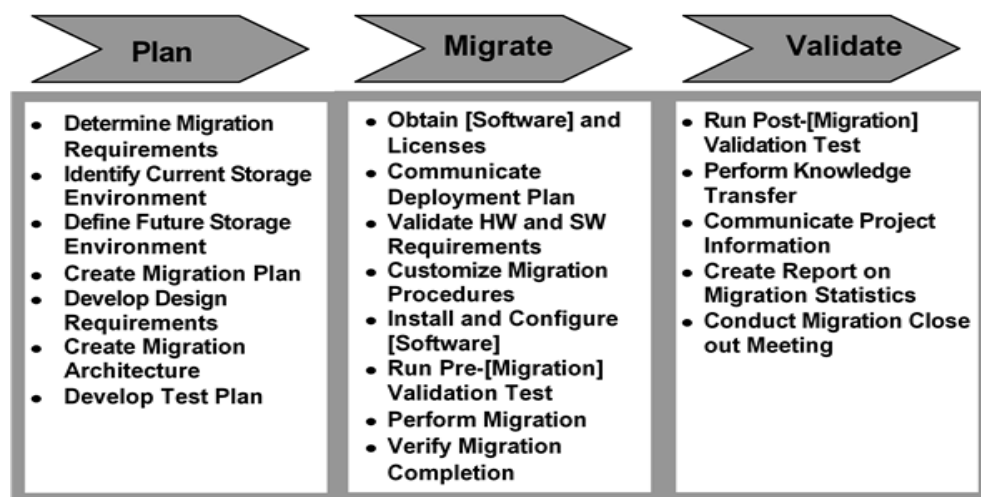 Plan
Determine Migration
Requirements
Identify Current Storage
Environment
Define Future Storage
Environment
Create Migration Plan
Develop Design
Requirements
Create Migration
Architecture
Develop Test Plan
Migrate
Obtain [Software] and
Licenses
Communicate
Deployment Plan
Validate HW and SW
Requirements
Customize Migration
Procedures
Install and Configure
[Software]
Run Pre-[Migration]
Validation Test
Perform Migration
Verify Migration
Completion
Validate
Run Post-[Migration]
Validation Test
Perform Knowledge
Transfer
Communicate Project
Information
Create Report on
Migration Statistics
Conduct Migration Close
out Meeting